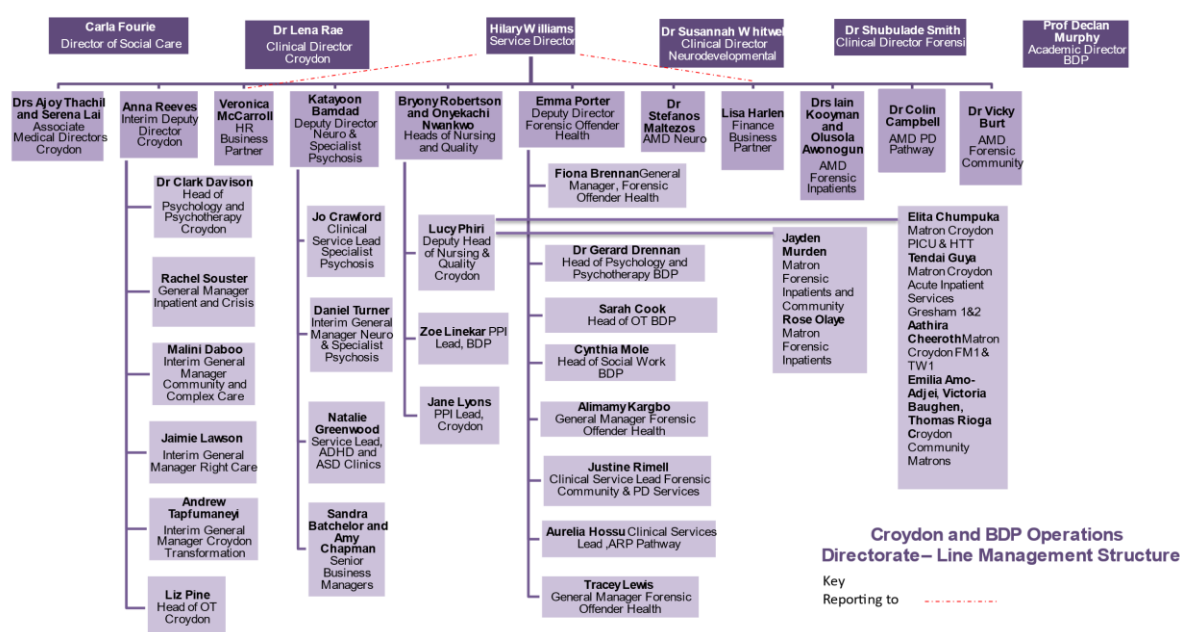 Carla Fourie
Director of Social Care
Dr Lena Rae
Clinical Director
Croydon
Hilary Williams
Service Director
Dr Susannah Whitwel
Clinical Director
Neurodevelopmental
Dr Shubulade Smith
Clinical Director Forensi
Prof Declan
Murphy
Academic Director
BDP
Drs Ajoy Thachil
and Serena Lai
Associate
Medical Directors
Croydon
Anna Reeves
Interim Deputy
Director
Croydon
Veronica
McCarroll
HR
Business
Partner
Katayoon
Bamdad
Deputy Director
Neuro &
Specialist
Psychosis
Bryony Robertson
and Onyekachi
Nwankwo
Heads of Nursing
and Quality
Emma Porter
Deputy Director
Forensic Offender
Health
Dr
Stefanos
Maltezos
AMD Neuro
Lisa Harlen
Finance
Business
Partner
Drs Iain
Kooyman and
Olusola
Awonogun
AMD
Forensic
Inpatients
Dr Colin
Campbell
AMD PD
Pathway
Dr Vicky
Burt
AMD
Forensic
Community
Dr Clark Davison
Head of
Psychology and
Psychotherapy
Croydon
Rachel Souster
General Manager
Inpatient and Crisis
Malini Daboo
Interim General
Manager
Community and
Complex Care
Jaimie Lawson
Interim General
Manager Right Care
Andrew
Tapfumaneyi
Interim General
Manager Croydon
Transformation
Liz Pine
Head of OT
Croydon
Jo Crawford
Clinical
Service Lead
Specialist
Psychosis
Daniel Turner
Interim General
Manager Neuro
& Specialist
Psychosis
Natalie
Greenwood
Service Lead,
ADHD and
ASD Clinics
Sandra
Batchelor and
Amy
Chapman
Senior
Business
Managers
Lucy Phiri
Deputy Head
of Nursing &
Quality
Croydon
Zoe Linekar PPI
Lead, BDP
Jane Lyons
PPI Lead,
Croydon
Fiona BrennanGeneral
Manager, Forensic
Offender Health
Dr Gerard Drennan
Head of Psychology and
Psychotherapy BDP
Sarah Cook
Head of OT BDP
Cynthia Mole
Head of Social Work
BDP
Alimamy Kargbo
General Manager Forensic
Offender Health
Justine Rimell
Clinical Service Lead Forensic
Community & PD Services
Aurelia Hossu Clinical Services
Lead ,ARP Pathway
Tracey Lewis
General Manager Forensic
Offender Health
Jayden
Murden
Matron
Forensic
Inpatients and
Community
Rose Olaye
Matron
Forensic
Inpatients
Elita Chumpuka
Matron Croydon
PICU & HTT
Tendai Guya
Matron Croydon
Acute Inpatient
Services
Gresham 1&2
Aathira
CheerothMatron
Croydon FM1 &
TW1
Emilia Amo-
Adjei, Victoria
Baughen,
Thomas Rioga
Croydon
Community
Matrons
Croydon and BDP Operations
Directorate– Line Management Structure
Key
Reporting to